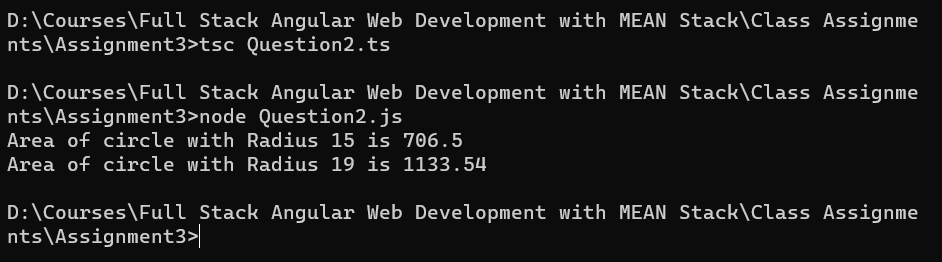 D:\Courses\Full Stack Angular Web Development with MEAN Stack\Class Assignme
nts\Assignment3>tsc Question2.ts
D:\Courses\Full Stack Angular Web Development with MEAN Stack\Class Assignme
nts\Assignment3>node Question2.js
Area of circle with Radius 15 is 706.5
Area of circle with Radius 19 is 1133.54
D:\Courses\Full Stack Angular Web Development with MEAN Stack\Class Assignme
nts\Assignment3>